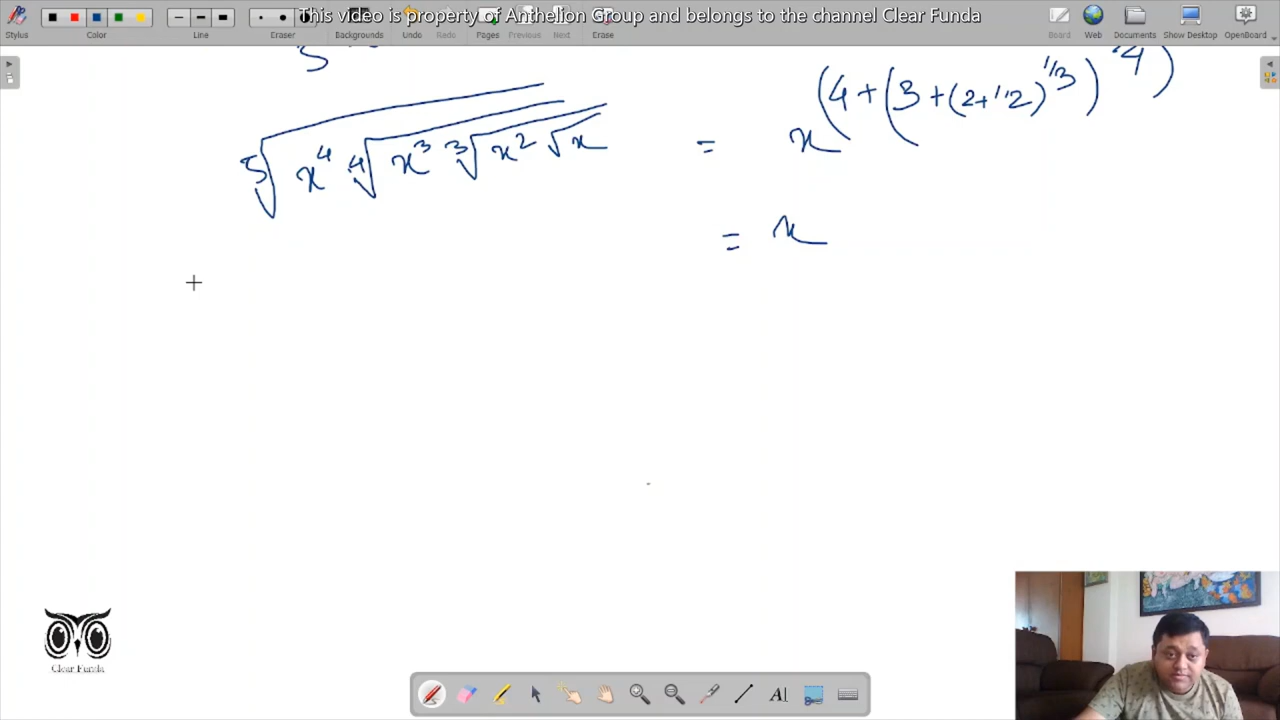 This video is property of Anthelion Group and belongs to the channel Clear Funda
Stylus Color Line Eraser Backgrounds Undo Redo Pages Previous Next Erase Board Web Documents Show Desktop OpenBoard
5
⁵√(x⁴ ⁴√(x³ ³√(x² √x))) = x^(4+(3+(2+1/2)^1/3)^1/4)
= x
Clear Funda